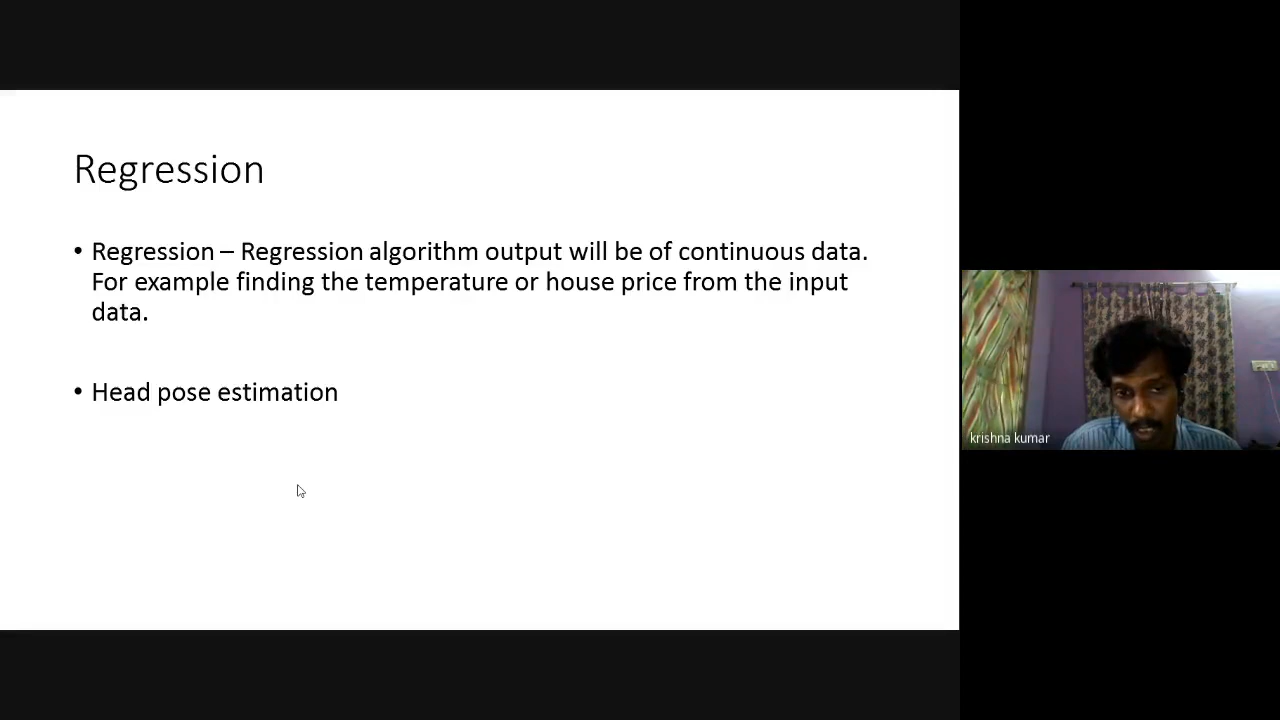 Regression
• Regression – Regression algorithm output will be of continuous data.
For example finding the temperature or house price from the input
data.
• Head pose estimation
krishna kumar